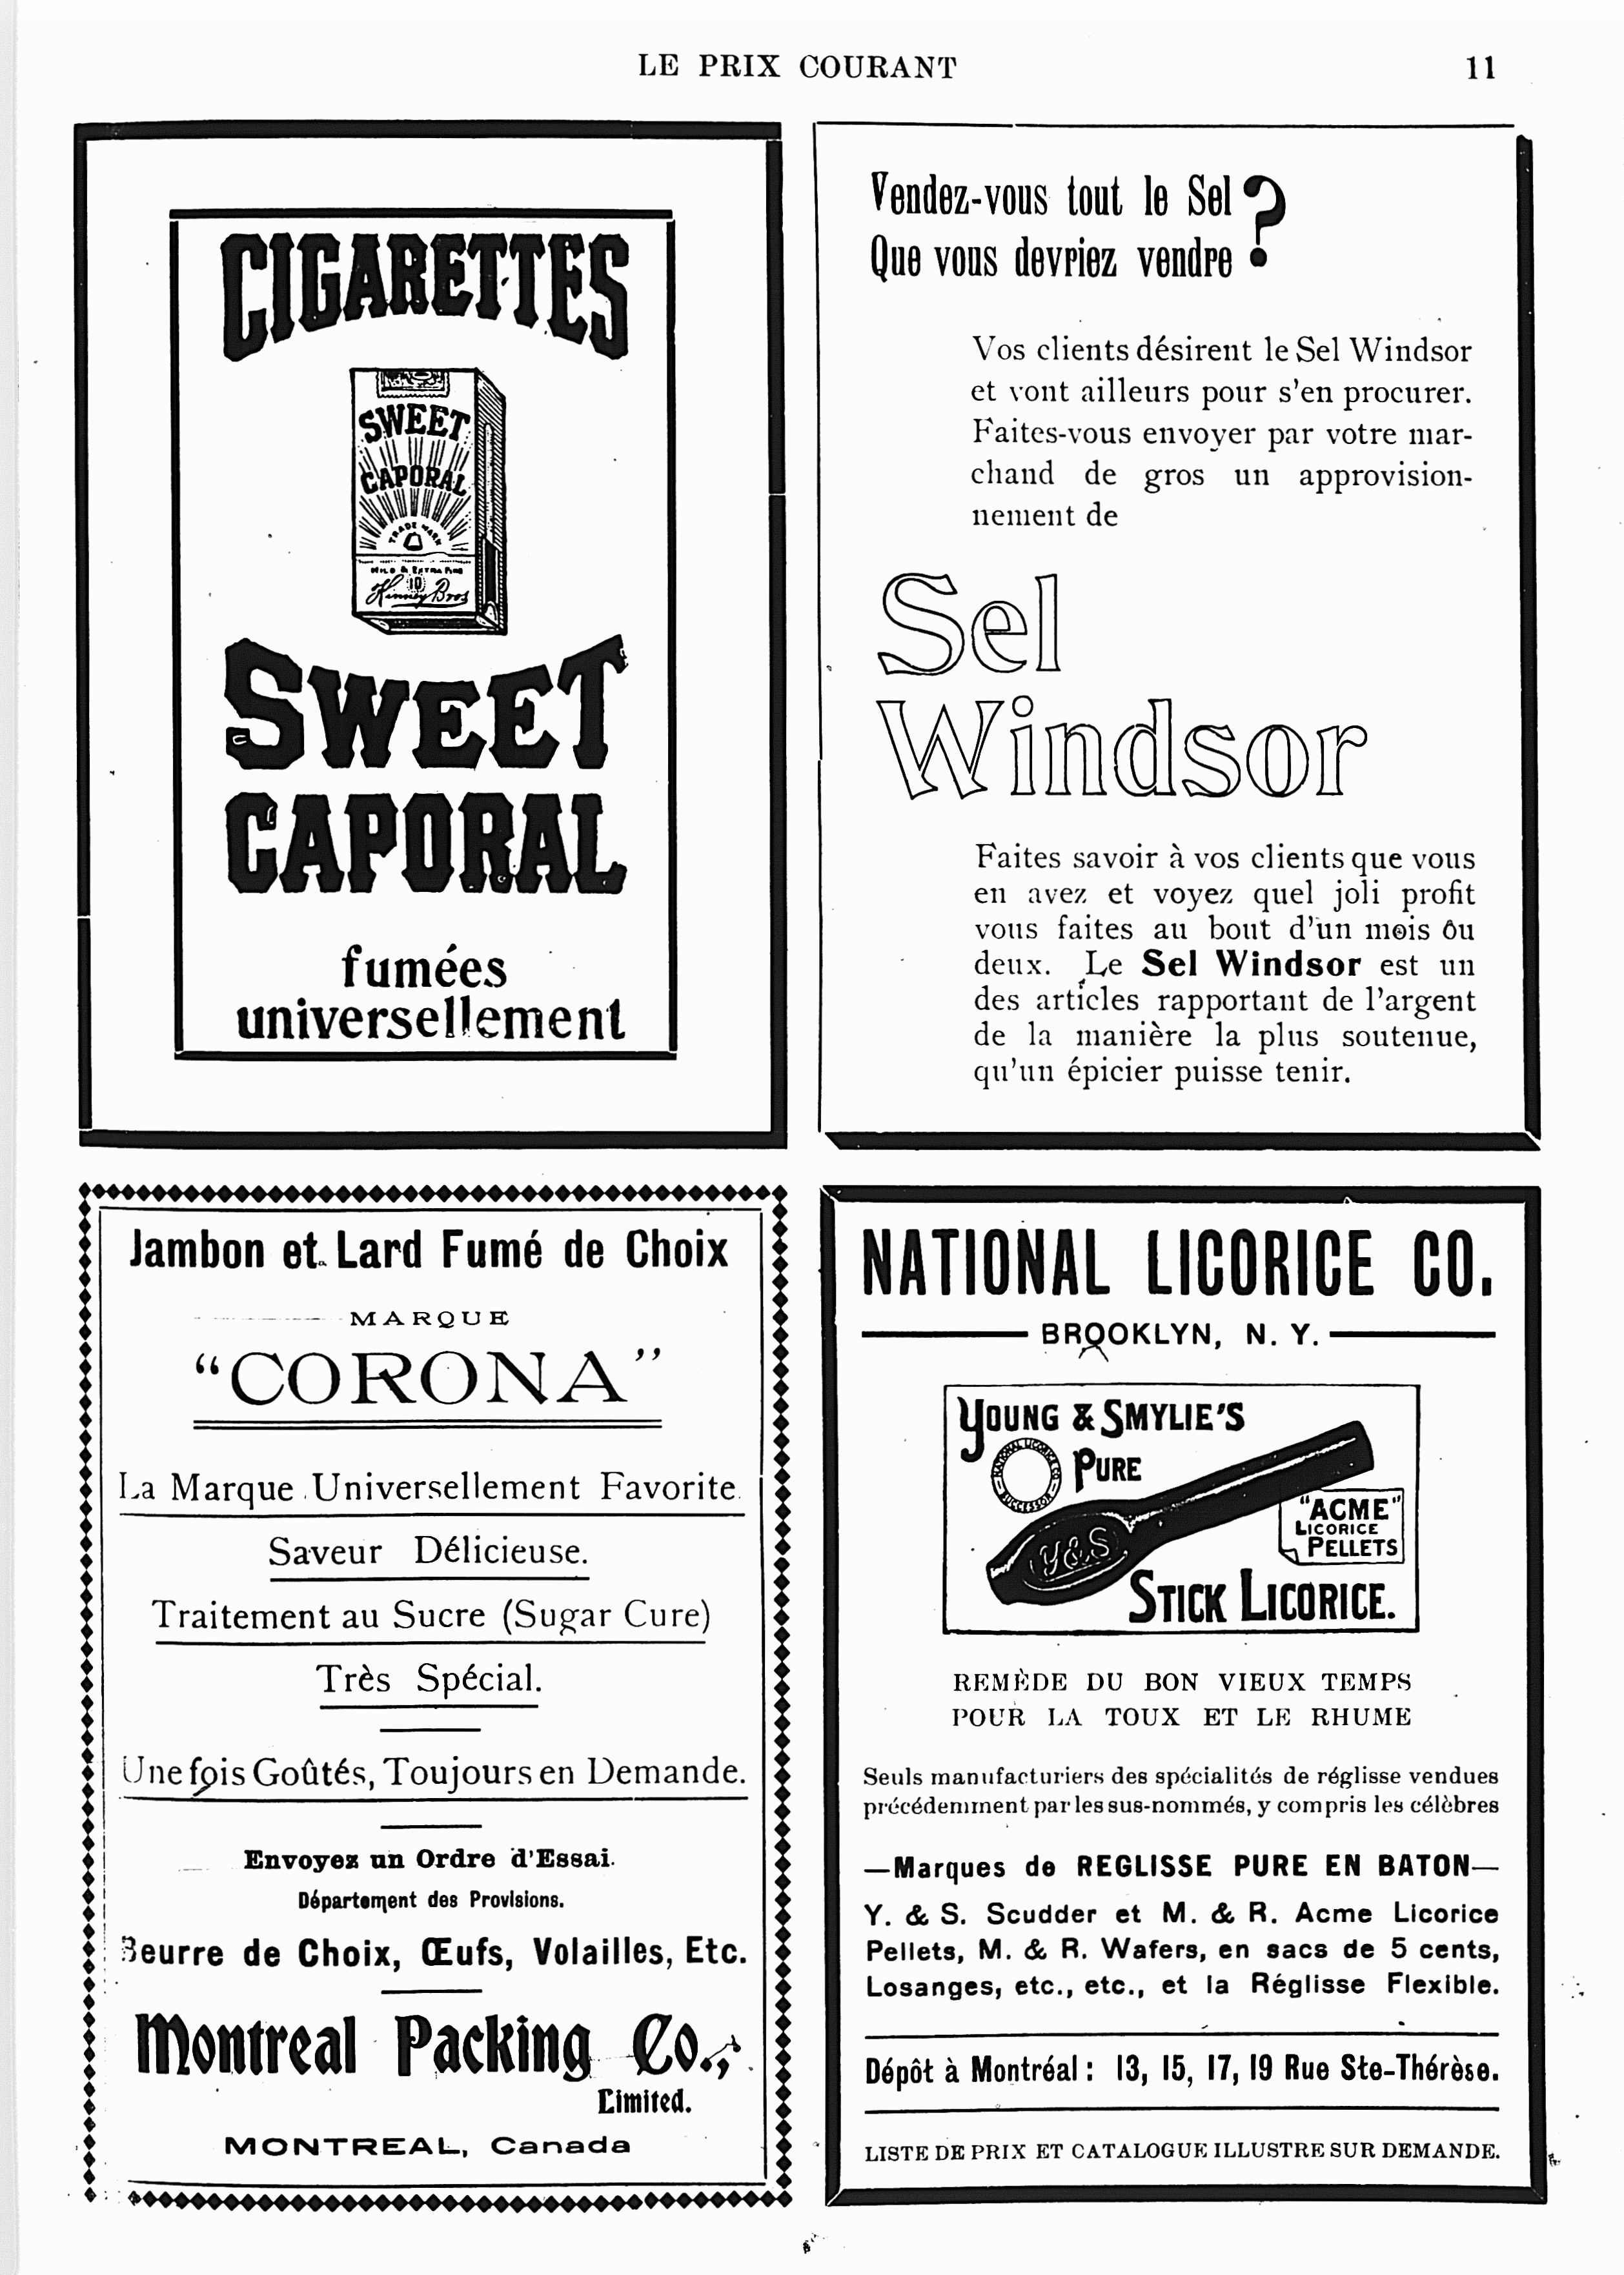 LE PRIX COURANT
11
CIGARETTES
SWEET
CAPORAL
TRADE MARK
MILD & EXTRA FINE
10
Kinney Bros
SWEET
CAPORAL
fumées
universellement
Vendez-vous tout le Sel
Que vous devriez vendre ?
Vos clients désirent le Sel Windsor
et vont ailleurs pour s'en procurer.
Faites-vous envoyer par votre mar-
chand de gros un approvision-
nement de
Sel
Windsor
Faites savoir à vos clients que vous
en avez et voyez quel joli profit
vous faites au bout d'un mois ou
deux. Le Sel Windsor est un
des articles rapportant de l'argent
de la manière la plus soutenue,
qu'un épicier puisse tenir.
Jambon et Lard Fumé de Choix
MARQUE
"CORONA"
La Marque Universellement Favorite.
Saveur Délicieuse.
Traitement au Sucre (Sugar Cure)
Très Spécial.
Une fois Goûtés, Toujours en Demande.
Envoyez un Ordre d'Essai.
Département des Provisions.
Beurre de Choix, Œufs, Volailles, Etc.
Montreal Packing Co.,
Limited.
MONTREAL, Canada
NATIONAL LICORICE CO.
BROOKLYN, N. Y.
YOUNG & SMYLIE'S
NATIONAL LICORICE CO
SUCCESSOR
PURE
"ACME"
LICORICE
PELLETS
Y&S
STICK LICORICE.
REMÈDE DU BON VIEUX TEMPS
POUR LA TOUX ET LE RHUME
Seuls manufacturiers des spécialités de réglisse vendues
précédemment par les sus-nommés, y compris les célèbres
—Marques de REGLISSE PURE EN BATON—
Y. & S. Scudder et M. & R. Acme Licorice
Pellets, M. & R. Wafers, en sacs de 5 cents,
Losanges, etc., etc., et la Réglisse Flexible.
Dépôt à Montréal : 13, 15, 17, 19 Rue Ste-Thérèse.
LISTE DE PRIX ET CATALOGUE ILLUSTRE SUR DEMANDE.